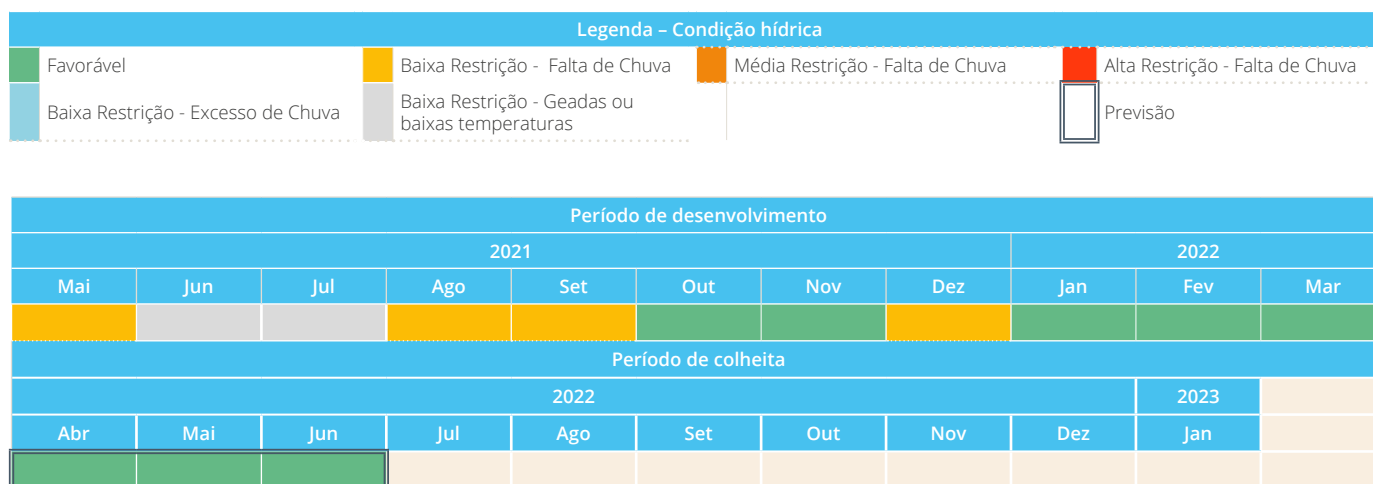 Legenda – Condição hídrica
Favorável
Baixa Restrição - Falta de Chuva
Média Restrição - Falta de Chuva
Alta Restrição - Falta de Chuva
Baixa Restrição - Excesso de Chuva
Baixa Restrição - Geadas ou
baixas temperaturas
Previsão
Período de desenvolvimento
2021 2022
Mai Jun Jul Ago Set Out Nov Dez Jan Fev Mar
Período de colheita
2022 2023
Abr Mai Jun Jul Ago Set Out Nov Dez Jan